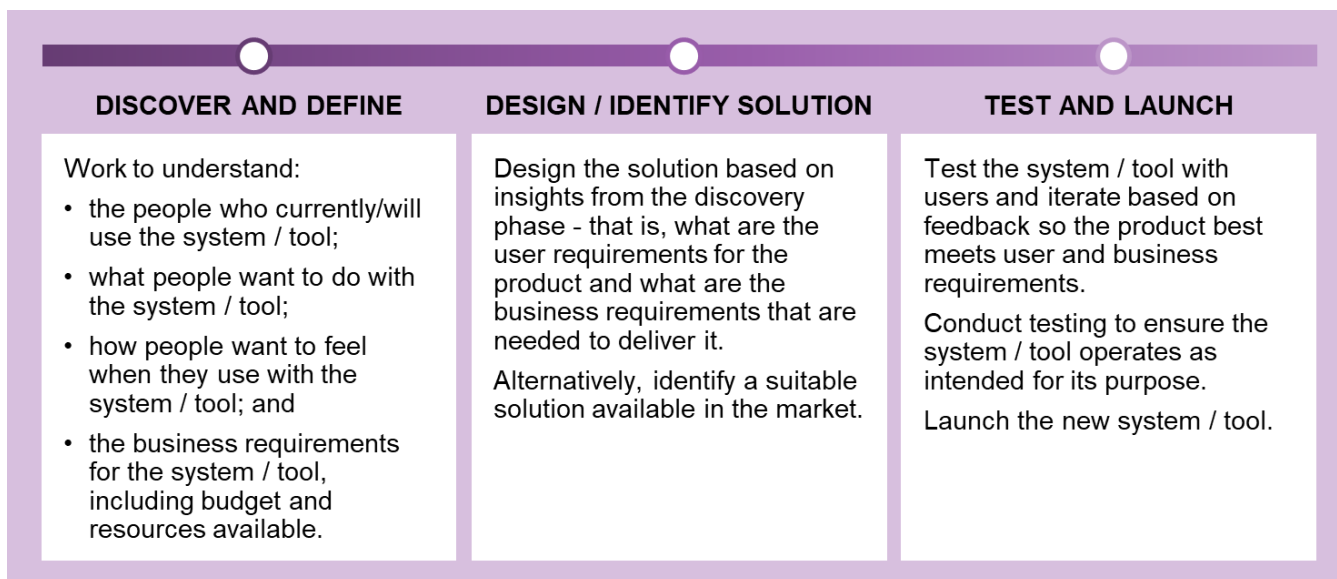 DISCOVER AND DEFINE
Work to understand:
• the people who currently/will
use the system / tool;
• what people want to do with
the system / tool;
• how people want to feel
when they use with the
system / tool; and
• the business requirements
for the system / tool,
including budget and
resources available.
DESIGN / IDENTIFY SOLUTION
Design the solution based on
insights from the discovery
phase - that is, what are the
user requirements for the
product and what are the
business requirements that are
needed to deliver it.
Alternatively, identify a suitable
solution available in the market.
TEST AND LAUNCH
Test the system / tool with
users and iterate based on
feedback so the product best
meets user and business
requirements.
Conduct testing to ensure the
system / tool operates as
intended for its purpose.
Launch the new system / tool.